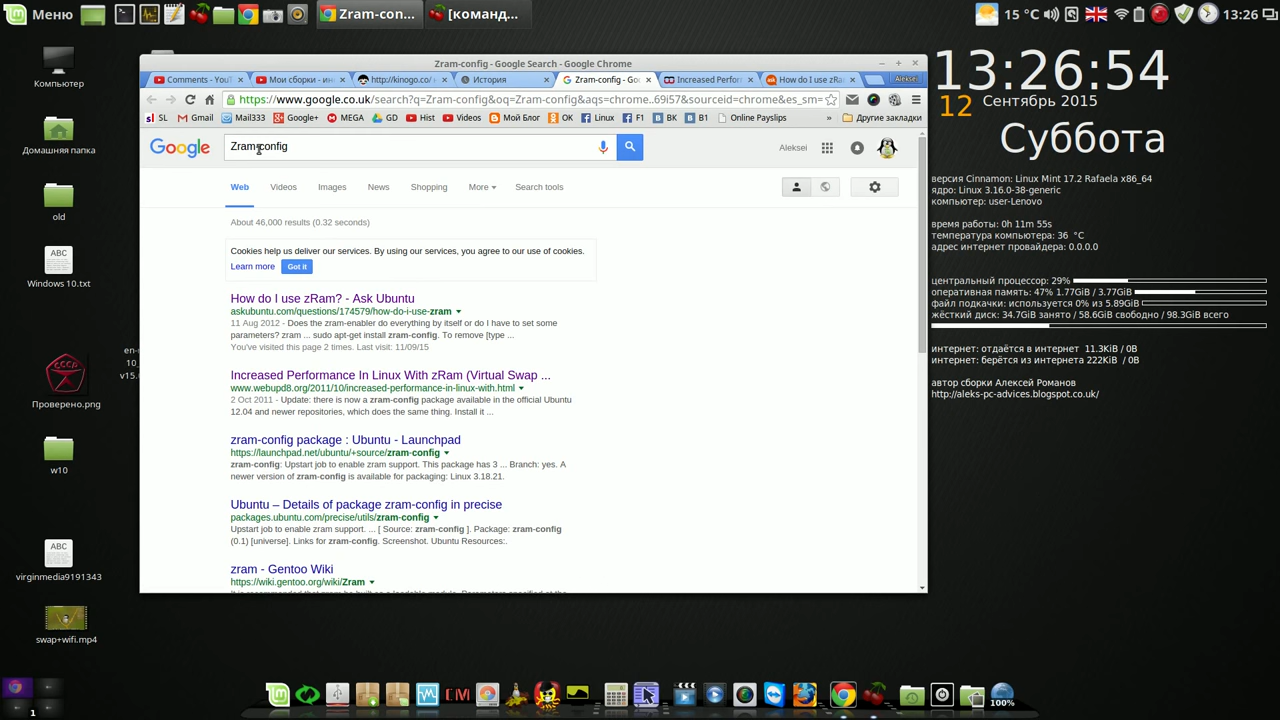 Меню
Zram-con...
[команд...
15 °C
13:26
Компьютер
Домашняя папка
old
ABC
Windows 10.txt
СССР
Проверено.png
w10
ABC
virginmedia9191343
swap+wifi.mp4
Zram-config - Google Search - Google Chrome
Мои сборки - ин
http://kinogo.co/
История
Zram-config - Goo
Increased Perform
How do I use zRam
Aleksei
https://www.google.co.uk/search?q=Zram-config&oq=Zram-config&aqs=chrome..69i57&sourceid=chrome&es_sm=
SL
Gmail
Mail333
Google+
MEGA
GD
Hist
Videos
Мой Блог
OK
Linux
F1
ВК
В1
Online Payslips
»
Другие закладки
Google
Zram-config
Aleksei
Web
Videos
Images
News
Shopping
More
Search tools
About 46,000 results (0.32 seconds)
Cookies help us deliver our services. By using our services, you agree to our use of cookies.
Learn more
Got it
How do I use zRam? - Ask Ubuntu
askubuntu.com/questions/174579/how-do-i-use-zram
11 Aug 2012 - Does the zram-enabler do everything by itself or do I have to set some
parameters? zram ... sudo apt-get install zram-config. To remove [type ...
You've visited this page 2 times. Last visit: 11/09/15
Increased Performance In Linux With zRam (Virtual Swap ...
www.webupd8.org/2011/10/increased-performance-in-linux-with.html
2 Oct 2011 - Update: there is now a zram-config package available in the official Ubuntu
12.04 and newer repositories, which does the same thing. Install it ...
zram-config package : Ubuntu - Launchpad
https://launchpad.net/ubuntu/+source/zram-config
zram-config: Upstart job to enable zram support. This package has 3 ... Branch: yes. A
newer version of zram-config is available for packaging: Linux 3.18.21.
Ubuntu – Details of package zram-config in precise
packages.ubuntu.com/precise/utils/zram-config
Upstart job to enable zram support. ... [ Source: zram-config ]. Package: zram-config
(0.1) [universe]. Links for zram-config. Screenshot. Ubuntu Resources:.
zram - Gentoo Wiki
https://wiki.gentoo.org/wiki/Zram
13:26:54
12 Сентябрь 2015
Суббота
версия Cinnamon: Linux Mint 17.2 Rafaela x86_64
ядро: Linux 3.16.0-38-generic
компьютер: user-Lenovo
время работы: 0h 11m 55s
температура компьютера: 36 °C
адрес интернет провайдера: 0.0.0.0
центральный процессор: 29%
оперативная память: 47% 1.77GiB / 3.77GiB
файл подкачки: используется 0% из 5.89GiB
жёсткий диск: 34.7GiB занято / 58.6GiB свободно / 98.3GiB всего
интернет: отдаётся в интернет 11.3KiB / 0B
интернет: берётся из интернета 222KiB / 0B
автор сборки Алексей Романов
http://aleks-pc-advices.blogspot.co.uk/
1
100%